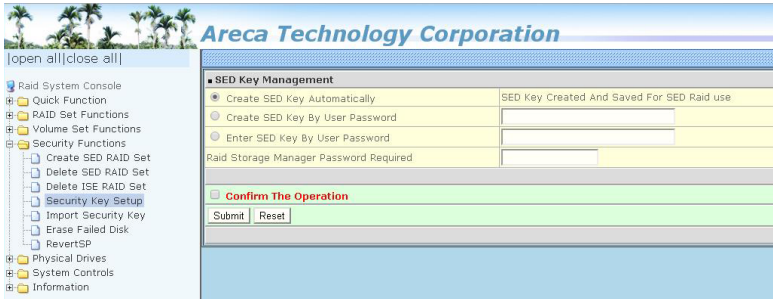 Areca Technology Corporation
|open all|close all|
Raid System Console
Quick Function
RAID Set Functions
Volume Set Functions
Security Functions
Create SED RAID Set
Delete SED RAID Set
Delete ISE RAID Set
Security Key Setup
Import Security Key
Erase Failed Disk
RevertSP
Physical Drives
System Controls
Information
SED Key Management
Create SED Key Automatically SED Key Created And Saved For SED Raid use
Create SED Key By User Password
Enter SED Key By User Password
Raid Storage Manager Password Required
Confirm The Operation
Submit Reset